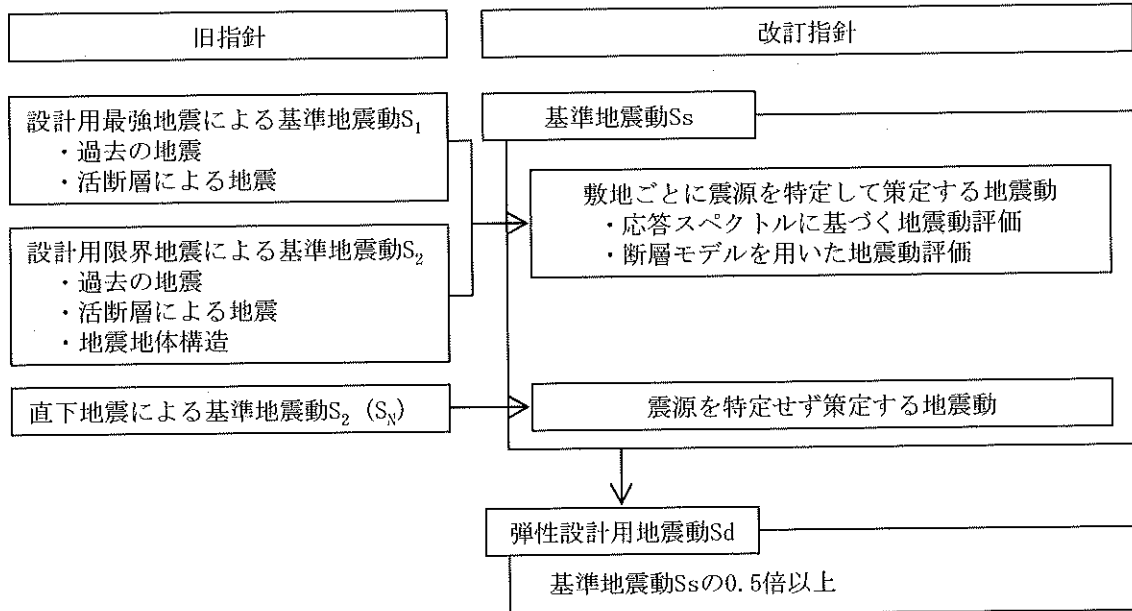 旧指針
設計用最強地震による基準地震動S1
・過去の地震
・活断層による地震
設計用限界地震による基準地震動S2
・過去の地震
・活断層による地震
・地震地体構造
直下地震による基準地震動S2 (SN)
改訂指針
基準地震動Ss
敷地ごとに震源を特定して策定する地震動
・応答スペクトルに基づく地震動評価
・断層モデルを用いた地震動評価
震源を特定せず策定する地震動
弾性設計用地震動Sd
基準地震動Ssの0.5倍以上